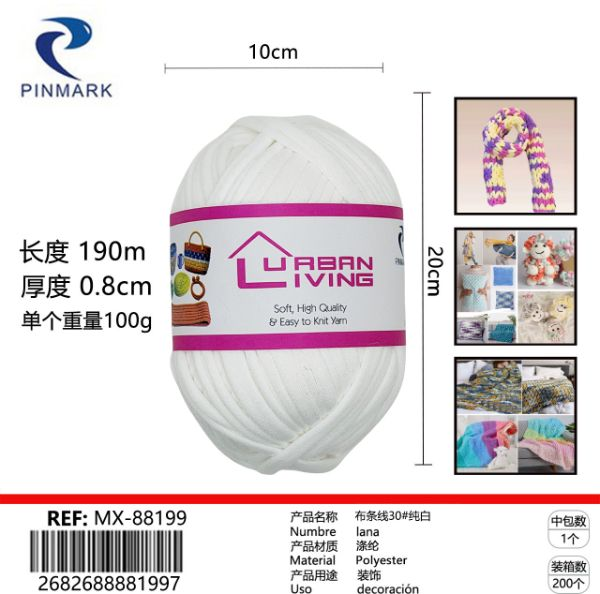 PINMARK
10cm
20cm
长度 190m
厚度 0.8cm
单个重量100g
PINMARK
URBAN
LIVING
Soft, High Quality
& Easy to Knit Yarn
REF: MX-88199
2682688881997
产品名称 布条线30#纯白
Numbre lana
产品材质 涤纶
Material Polyester
产品用途 装饰
Uso decoración
中包数
1个
装箱数
200个